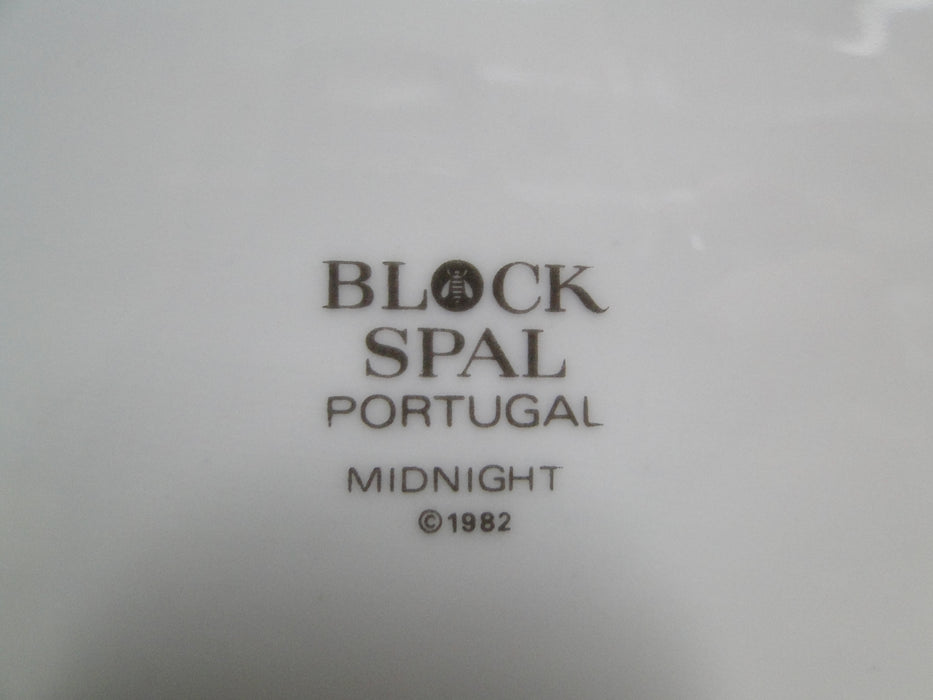 BLOCK
SPAL
PORTUGAL
MIDNIGHT
©1982